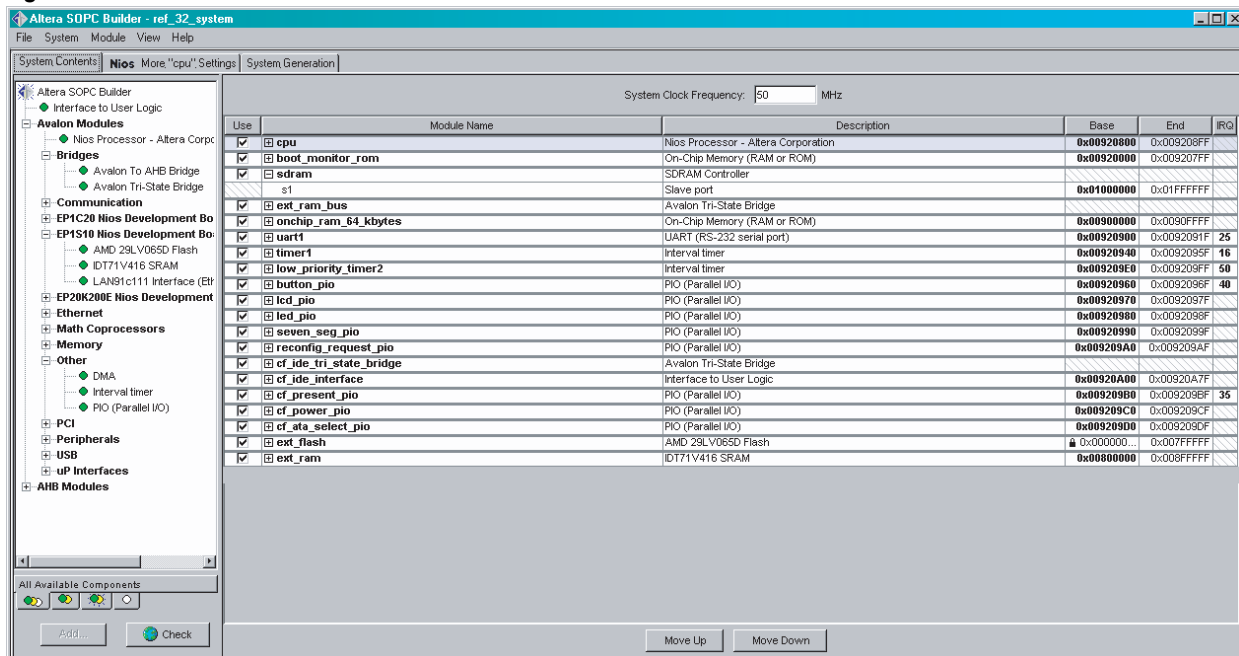 Altera SOPC Builder - ref_32_system
File System Module View Help
System Contents Nios More "cpu" Settings System Generation
Altera SOPC Builder
Interface to User Logic
Avalon Modules
Nios Processor - Altera Corpc
Bridges
Avalon To AHB Bridge
Avalon Tri-State Bridge
Communication
EP1C20 Nios Development Bo
EP1S10 Nios Development Bo
AMD 29LV065D Flash
IDT71V416 SRAM
LAN91c111 Interface (Eth
EP20K200E Nios Development
Ethernet
Math Coprocessors
Memory
Other
DMA
Interval timer
PIO (Parallel I/O)
PCI
Peripherals
USB
uP Interfaces
AHB Modules
All Available Components
Add... Check
System Clock Frequency: 50 MHz
Use Module Name Description Base End IRQ
cpu Nios Processor - Altera Corporation 0x00920800 0x009208FF
boot_monitor_rom On-Chip Memory (RAM or ROM) 0x00920000 0x009207FF
sdram SDRAM Controller
s1 Slave port 0x01000000 0x01FFFFFF
ext_ram_bus Avalon Tri-State Bridge
onchip_ram_64_kbytes On-Chip Memory (RAM or ROM) 0x00900000 0x0090FFFF
uart1 UART (RS-232 serial port) 0x00920900 0x0092091F 25
timer1 Interval timer 0x00920940 0x0092095F 16
low_priority_timer2 Interval timer 0x009209E0 0x009209FF 50
button_pio PIO (Parallel I/O) 0x00920960 0x0092096F 40
lcd_pio PIO (Parallel I/O) 0x00920970 0x0092097F
led_pio PIO (Parallel I/O) 0x00920980 0x0092098F
seven_seg_pio PIO (Parallel I/O) 0x00920990 0x0092099F
reconfig_request_pio PIO (Parallel I/O) 0x009209A0 0x009209AF
cf_ide_tri_state_bridge Avalon Tri-State Bridge
cf_ide_interface Interface to User Logic 0x00920A00 0x00920A7F
cf_present_pio PIO (Parallel I/O) 0x009209B0 0x009209BF 35
cf_power_pio PIO (Parallel I/O) 0x009209C0 0x009209CF
cf_ata_select_pio PIO (Parallel I/O) 0x009209D0 0x009209DF
ext_flash AMD 29LV065D Flash 0x000000... 0x007FFFFF
ext_ram IDT71V416 SRAM 0x00800000 0x008FFFFF
Move Up Move Down